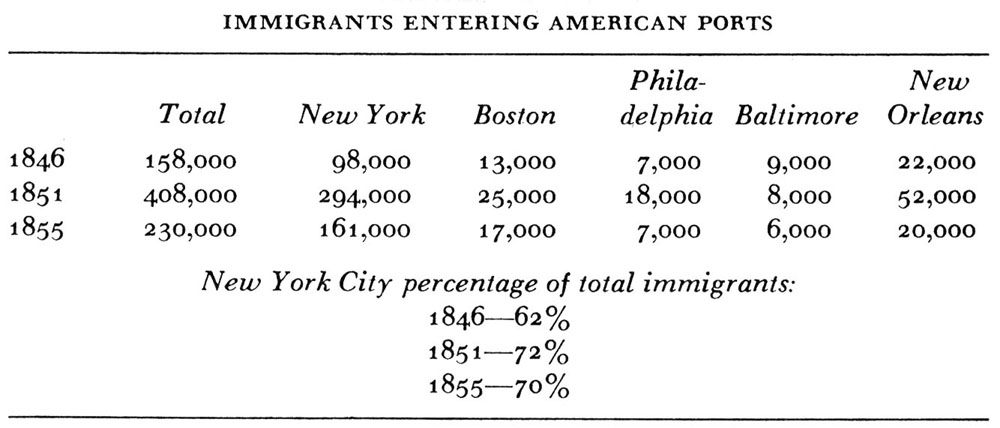 IMMIGRANTS ENTERING AMERICAN PORTS
Phila- New
Total New York Boston delphia Baltimore Orleans
1846 158,000 98,000 13,000 7,000 9,000 22,000
1851 408,000 294,000 25,000 18,000 8,000 52,000
1855 230,000 161,000 17,000 7,000 6,000 20,000
New York City percentage of total immigrants:
1846—62%
1851—72%
1855—70%